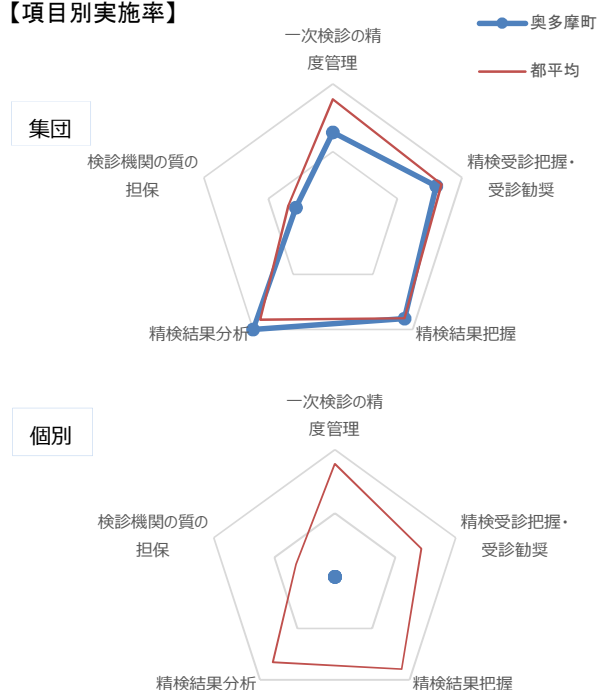 【項目別実施率】
奥多摩町
都平均
集団
一次検診の精
度管理
精検受診把握・
受診勧奨
精検結果把握
精検結果分析
検診機関の質の
担保
個別
一次検診の精
度管理
精検受診把握・
受診勧奨
精検結果把握
精検結果分析
検診機関の質の
担保